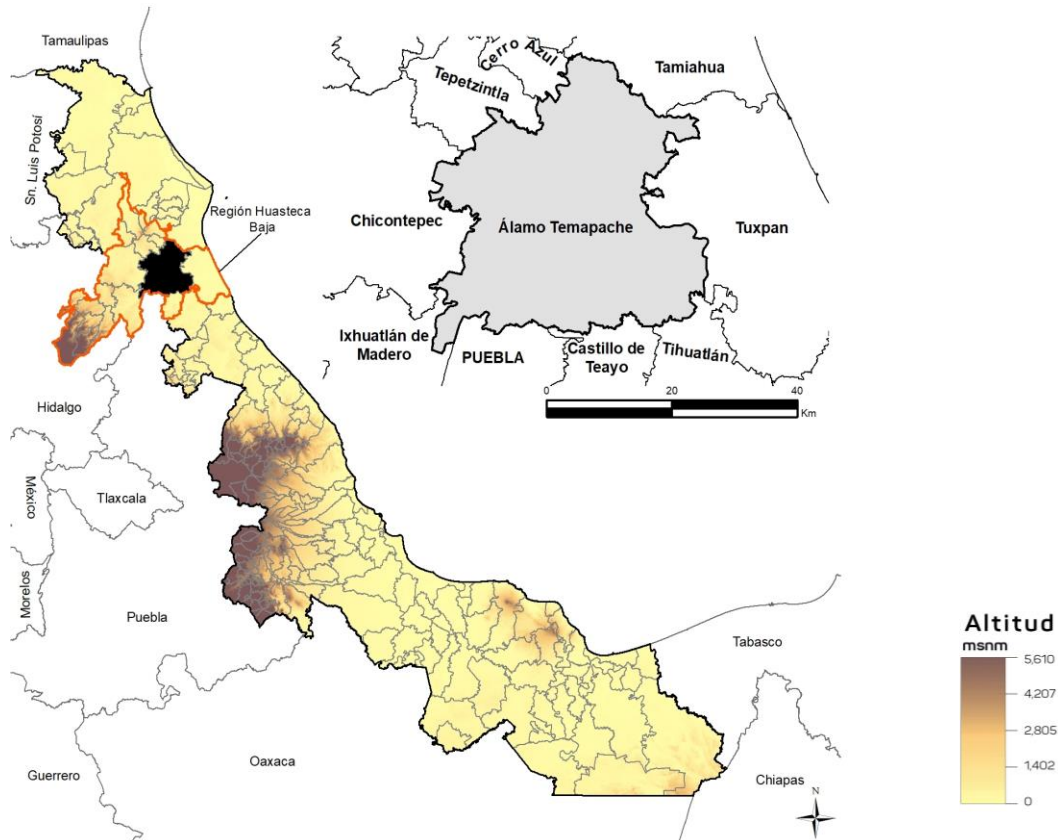 Tamaulipas
Sn. Luis Potosí
Región Huasteca
Baja
Hidalgo
México
Tlaxcala
Morelos
Puebla
Guerrero
Oaxaca
Tabasco
Chiapas
N
Cerro Azul
Tepetzintla
Tamiahua
Chicontepec
Álamo Temapache
Tuxpan
Ixhuatlán de
Madero
PUEBLA
Castillo de
Teayo
Tihuatlán
0 20 40
Km
Altitud
msnm
5,610
4,207
2,805
1,402
0